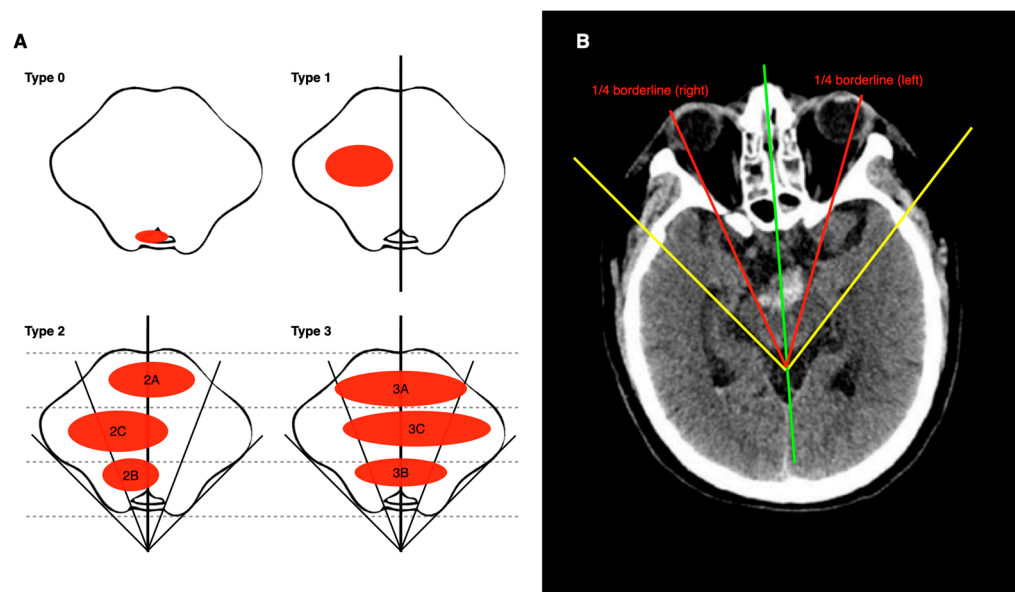 A
Type 0
Type 1
Type 2
2A
2C
2B
Type 3
3A
3C
3B
B
1/4 borderline (right)
1/4 borderline (left)